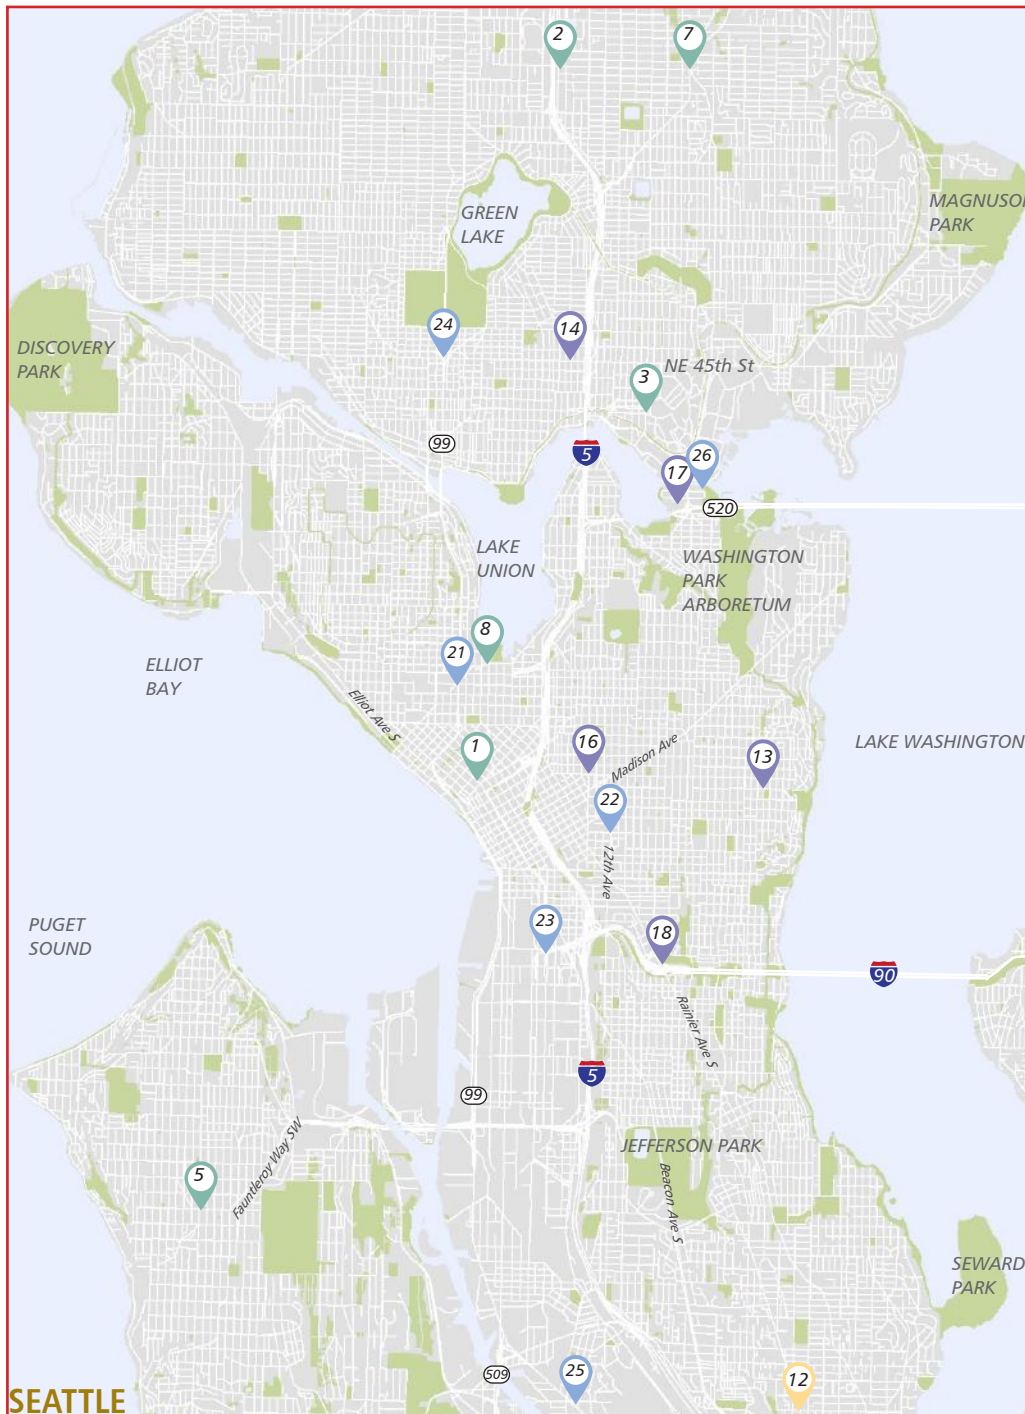 2
7
GREEN
LAKE
MAGNUSON
PARK
24
14
DISCOVERY
PARK
NE 45th St
3
99
5
26
17
520
LAKE
UNION
WASHINGTON
PARK
ARBORETUM
8
21
ELLIOT
BAY
Elliot Ave S
1
16
Madison Ave
13
LAKE WASHINGTON
22
12th Ave
PUGET
SOUND
23
18
90
Rainier Ave S
5
99
JEFFERSON PARK
5
Fauntleroy Way SW
Beacon Ave S
SEWARD
PARK
509
25
12
SEATTLE